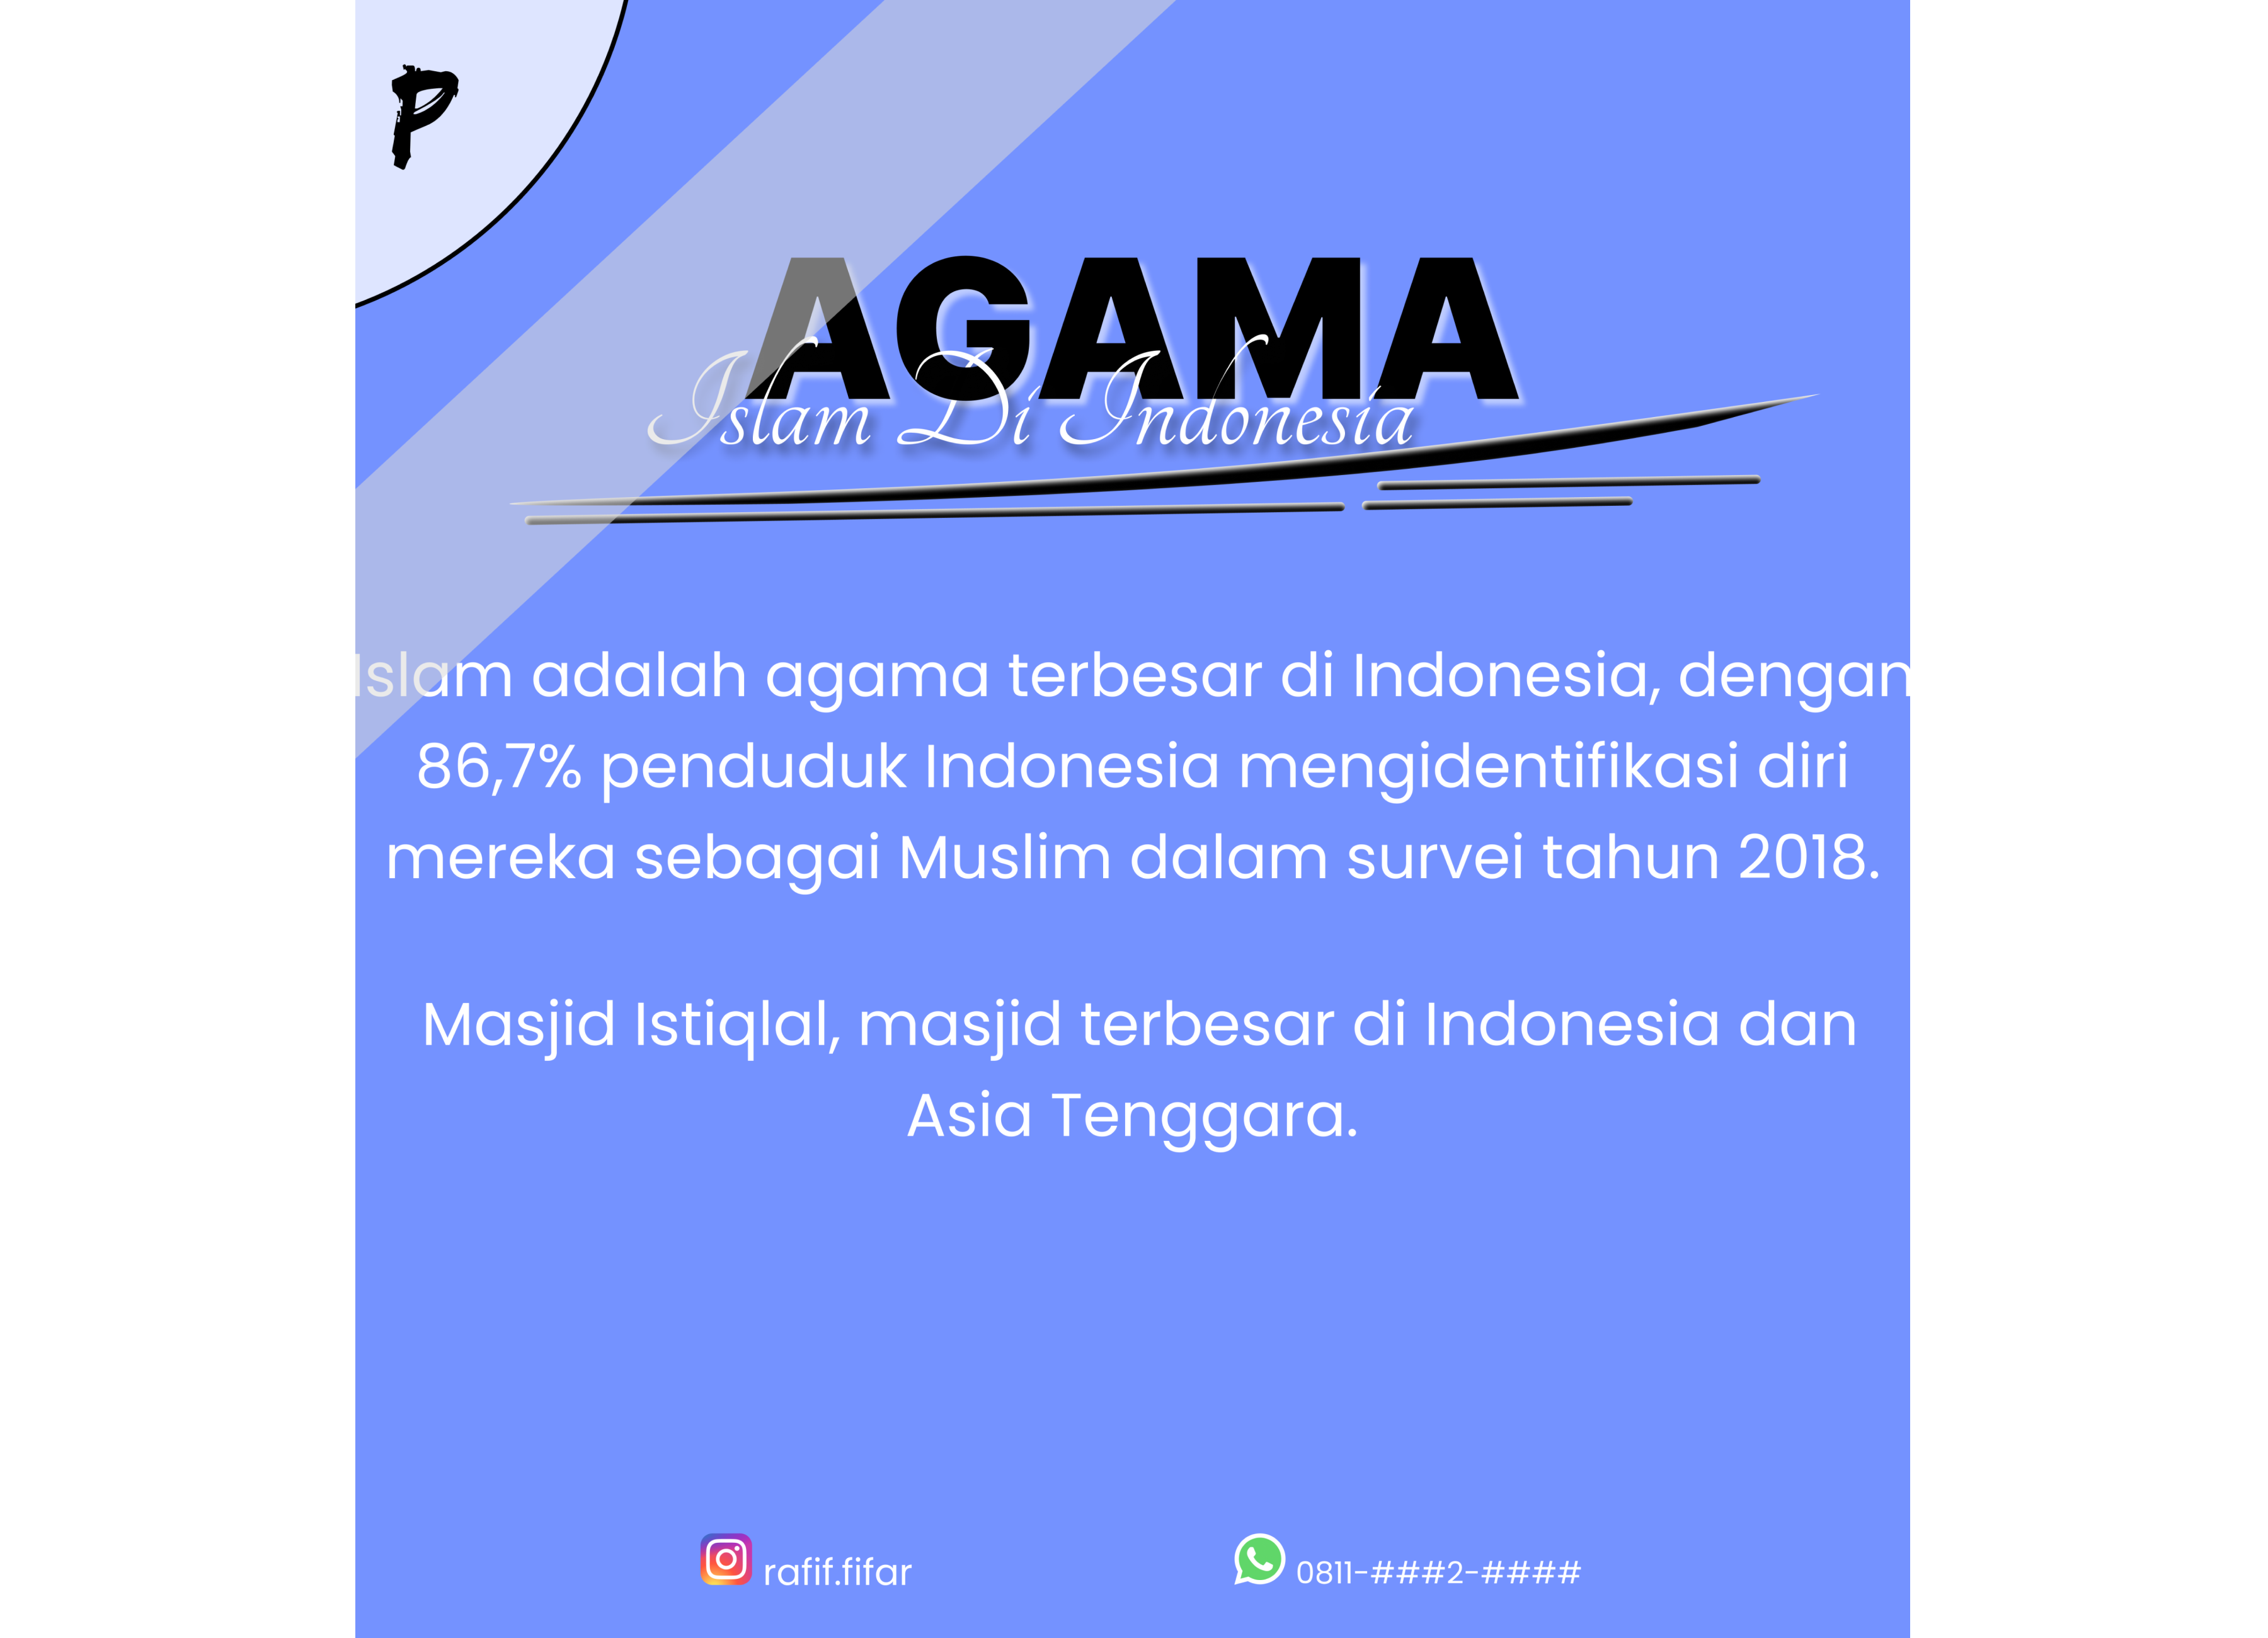 P
AGAMA
Islam Di Indonesia
Islam adalah agama terbesar di Indonesia, dengan
86,7% penduduk Indonesia mengidentifikasi diri
mereka sebagai Muslim dalam survei tahun 2018.
Masjid Istiqlal, masjid terbesar di Indonesia dan
Asia Tenggara.
rafif.fifar
0811-###2-####